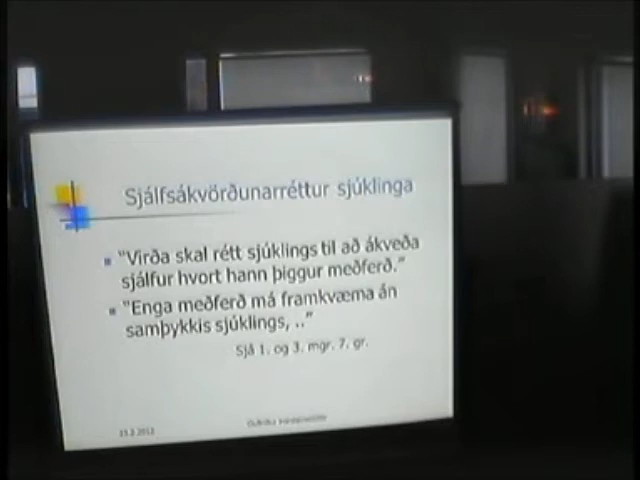 Sjálfsákvörðunarréttur sjúklinga
"Virða skal rétt sjúklings til að ákveða
sjálfur hvort hann þiggur meðferð."
"Enga meðferð má framkvæma án
samþykkis sjúklings, .."
Sjá 1. og 3. mgr. 7. gr.